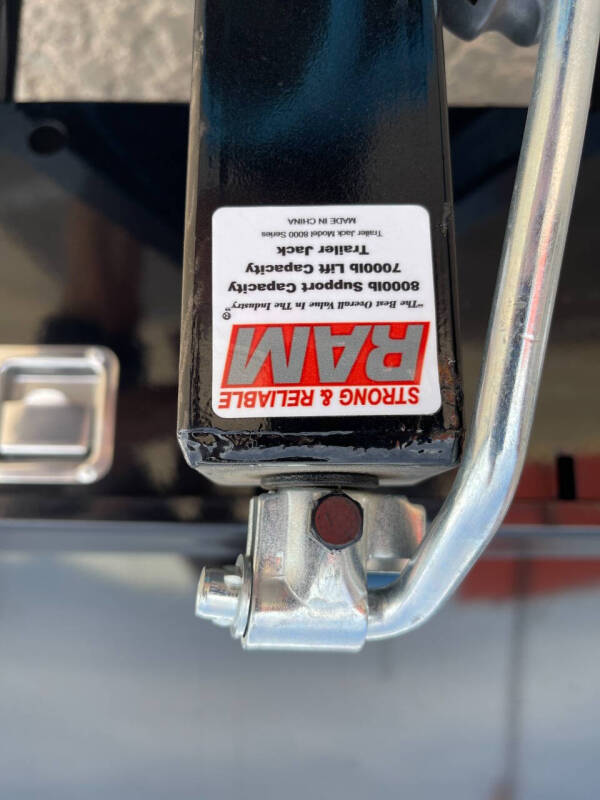 STRONG & RELIABLE
RAM®
"The Best Overall Value In The Industry"
8000lb Support Capacity
7000lb Lift Capacity
Trailer Jack
Trailer Jack Model 8000 Series
MADE IN CHINA